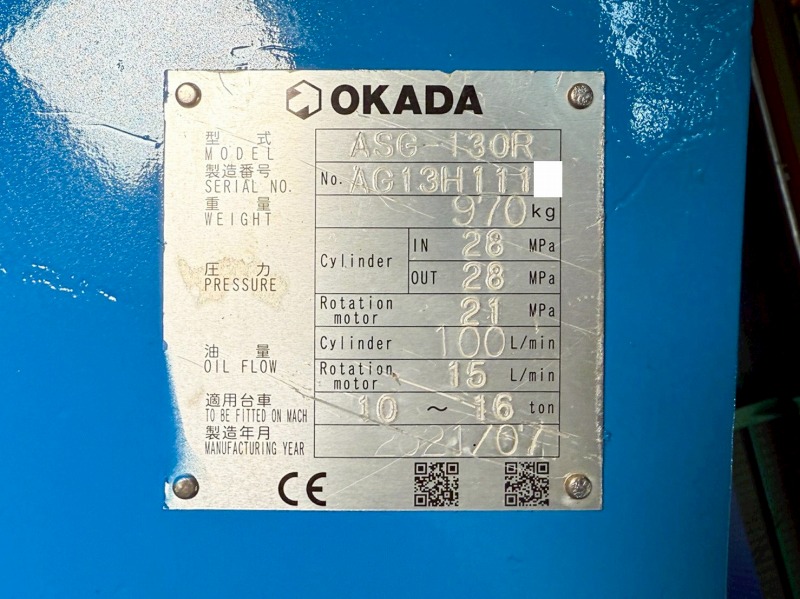 OKADA
型式 ASG-130R
MODEL
製造番号 No. AG13H111
SERIAL NO.
重量 970 kg
WEIGHT
圧力
PRESSURE
Cylinder
IN 28 MPa
OUT 28 MPa
Rotation motor 21 MPa
油量
OIL FLOW
Cylinder 100 L/min
Rotation motor 15 L/min
適用台車 10 ~ 16 ton
TO BE FITTED ON MACH
製造年月 2021/07
MANUFACTURING YEAR
CE